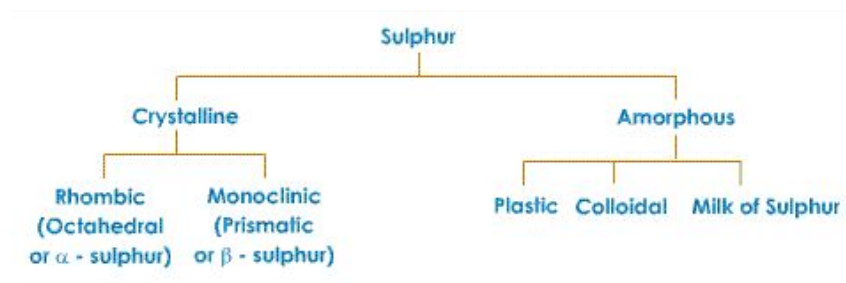 Sulphur
Crystalline
Amorphous
Rhombic
(Octahedral
or α - sulphur)
Monoclinic
(Prismatic
or β - sulphur)
Plastic
Colloidal
Milk of Sulphur